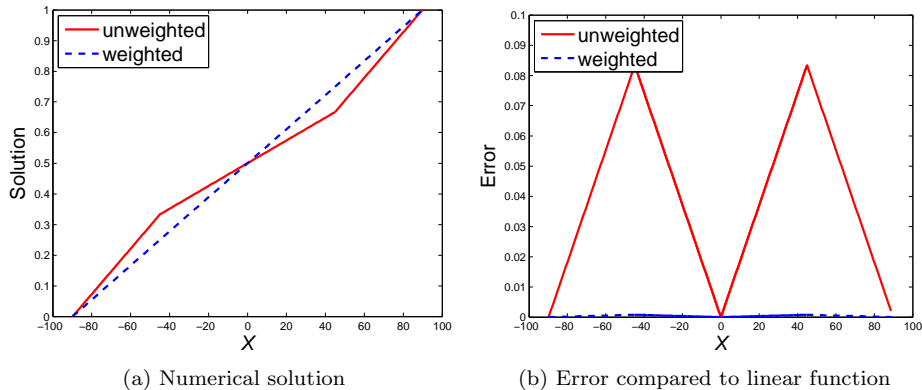 unweighted
weighted
1
0.9
0.8
0.7
0.6
0.5
0.4
0.3
0.2
0.1
0
Solution
−100 −80 −60 −40 −20 0 20 40 60 80 100
X
(a) Numerical solution
unweighted
weighted
0.1
0.09
0.08
0.07
0.06
0.05
0.04
0.03
0.02
0.01
0
Error
−100 −80 −60 −40 −20 0 20 40 60 80 100
X
(b) Error compared to linear function